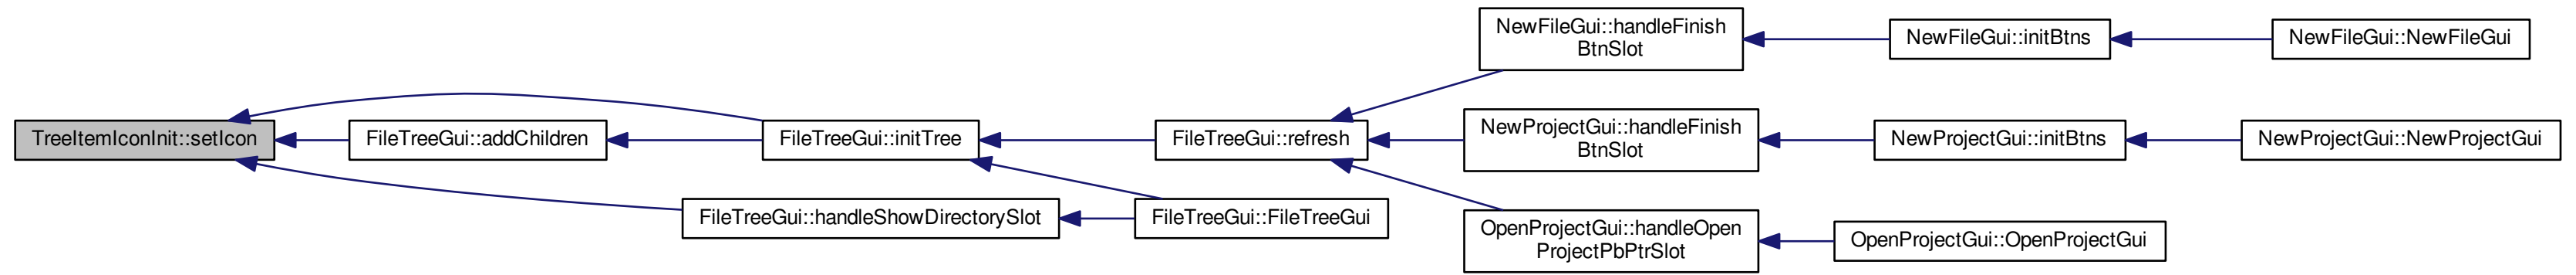 TreeItemIconInit::setIcon
FileTreeGui::addChildren
FileTreeGui::initTree
FileTreeGui::handleShowDirectorySlot
FileTreeGui::refresh
FileTreeGui::FileTreeGui
NewFileGui::handleFinish
BtnSlot
NewFileGui::initBtns
NewFileGui::NewFileGui
NewProjectGui::handleFinish
BtnSlot
NewProjectGui::initBtns
NewProjectGui::NewProjectGui
OpenProjectGui::handleOpen
ProjectPbPtrSlot
OpenProjectGui::OpenProjectGui